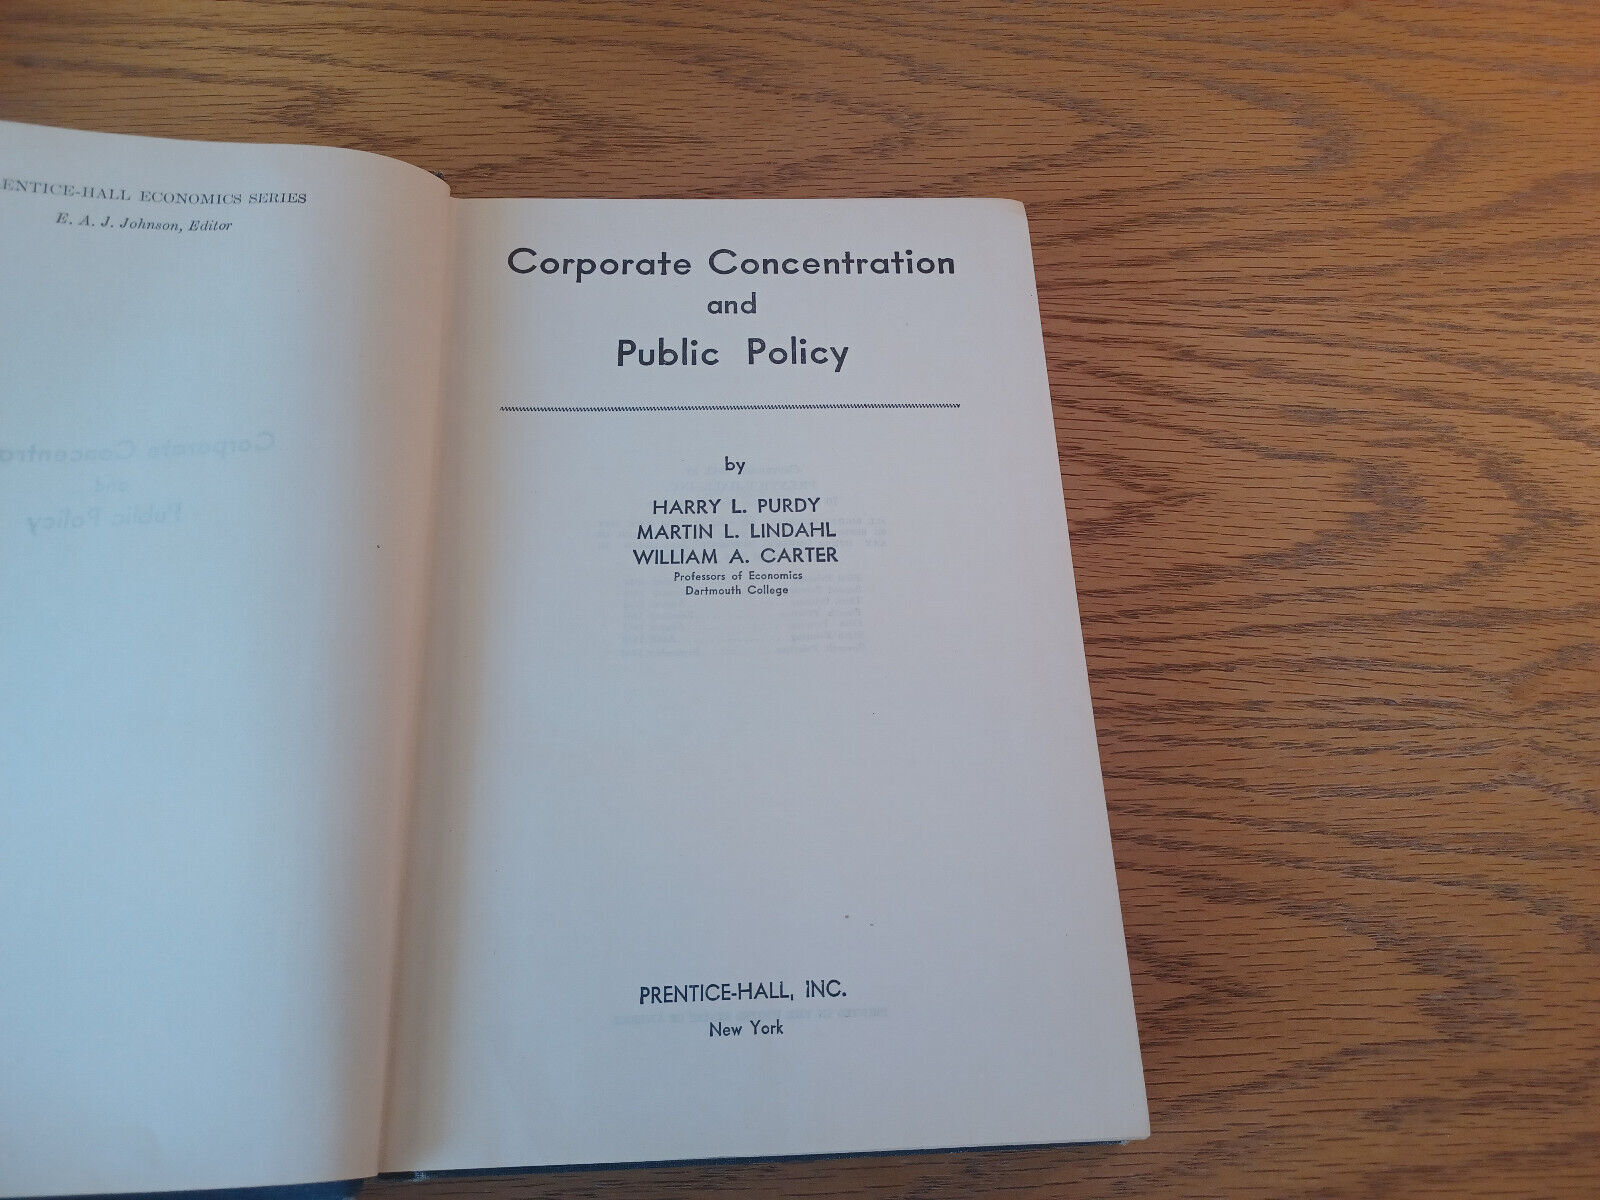 ENTICE-HALL ECONOMICS SERIES
E. A. J. Johnson, Editor
Corporate Concentration
and
Public Policy
by
HARRY L. PURDY
MARTIN L. LINDAHL
WILLIAM A. CARTER
Professors of Economics
Dartmouth College
PRENTICE-HALL, INC.
New York